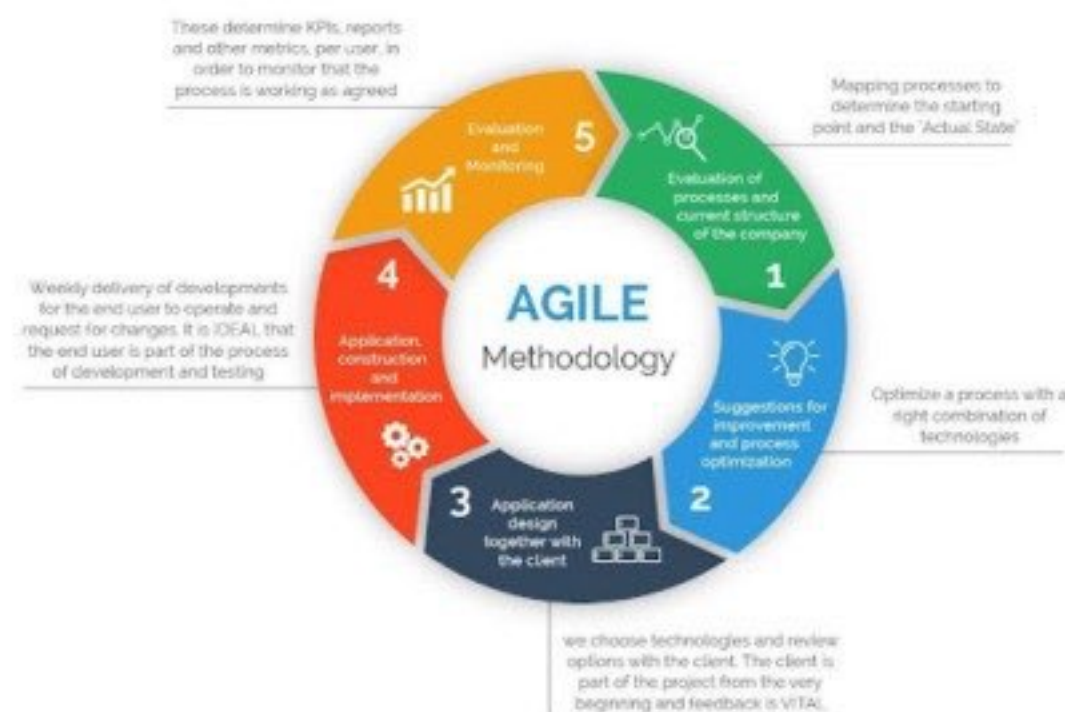 AGILE
Methodology
1
Evaluation of
processes and
current structure
of the company
Mapping processes to
determine the starting
point and the "Actual State"
2
Suggestions for
improvement
and process
optimization
Optimize a process with a
right combination of
technologies
3
Application
design
together with
the client
we choose technologies and review
options with the client. The client is
part of the project from the very
beginning and feedback is VITAL.
4
Application,
construction
and
implementation
Weekly delivery of developments
for the end user to operate and
request for changes. It is IDEAL that
the end user is part of the process
of development and testing
5
Evaluation
and
Monitoring
These determine KPIs, reports
and other metrics, per user, in
order to monitor that the
process is working as agreed